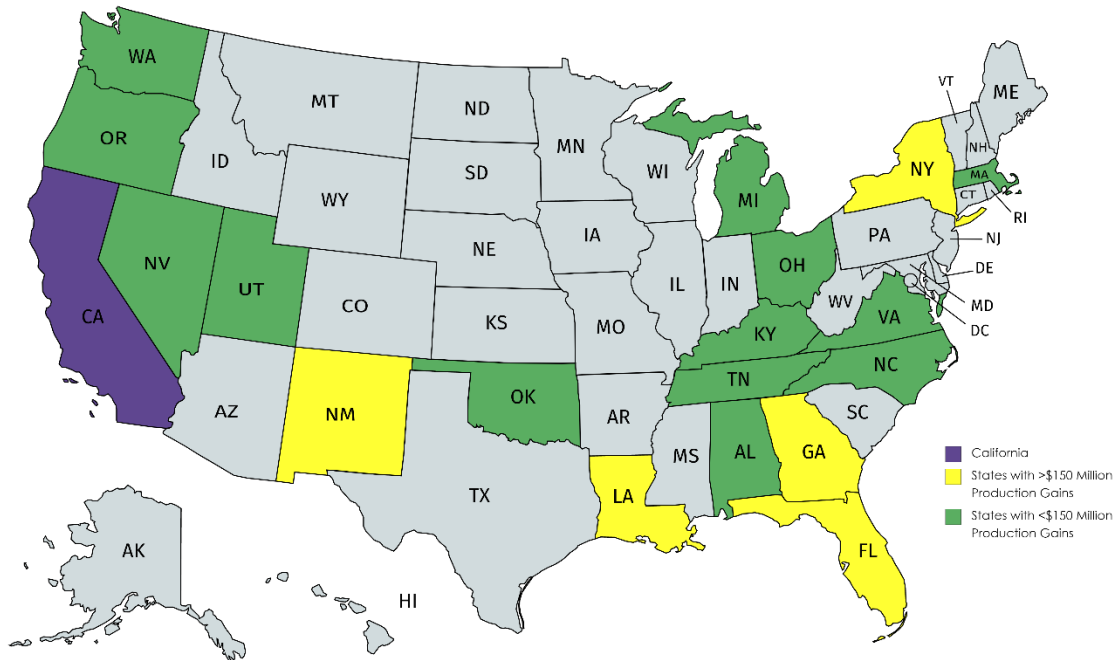 WA
MT
ND
MN
VT
ME
OR
ID
SD
WI
MI
NY
NH
MA
CT
RI
WY
NE
IA
PA
NJ
NV
UT
CO
KS
IL
IN
OH
WV
DE
MD
DC
CA
MO
KY
VA
AZ
NM
OK
AR
TN
NC
SC
MS
AL
GA
TX
LA
FL
AK
HI
California
States with >$150 Million
Production Gains
States with <$150 Million
Production Gains